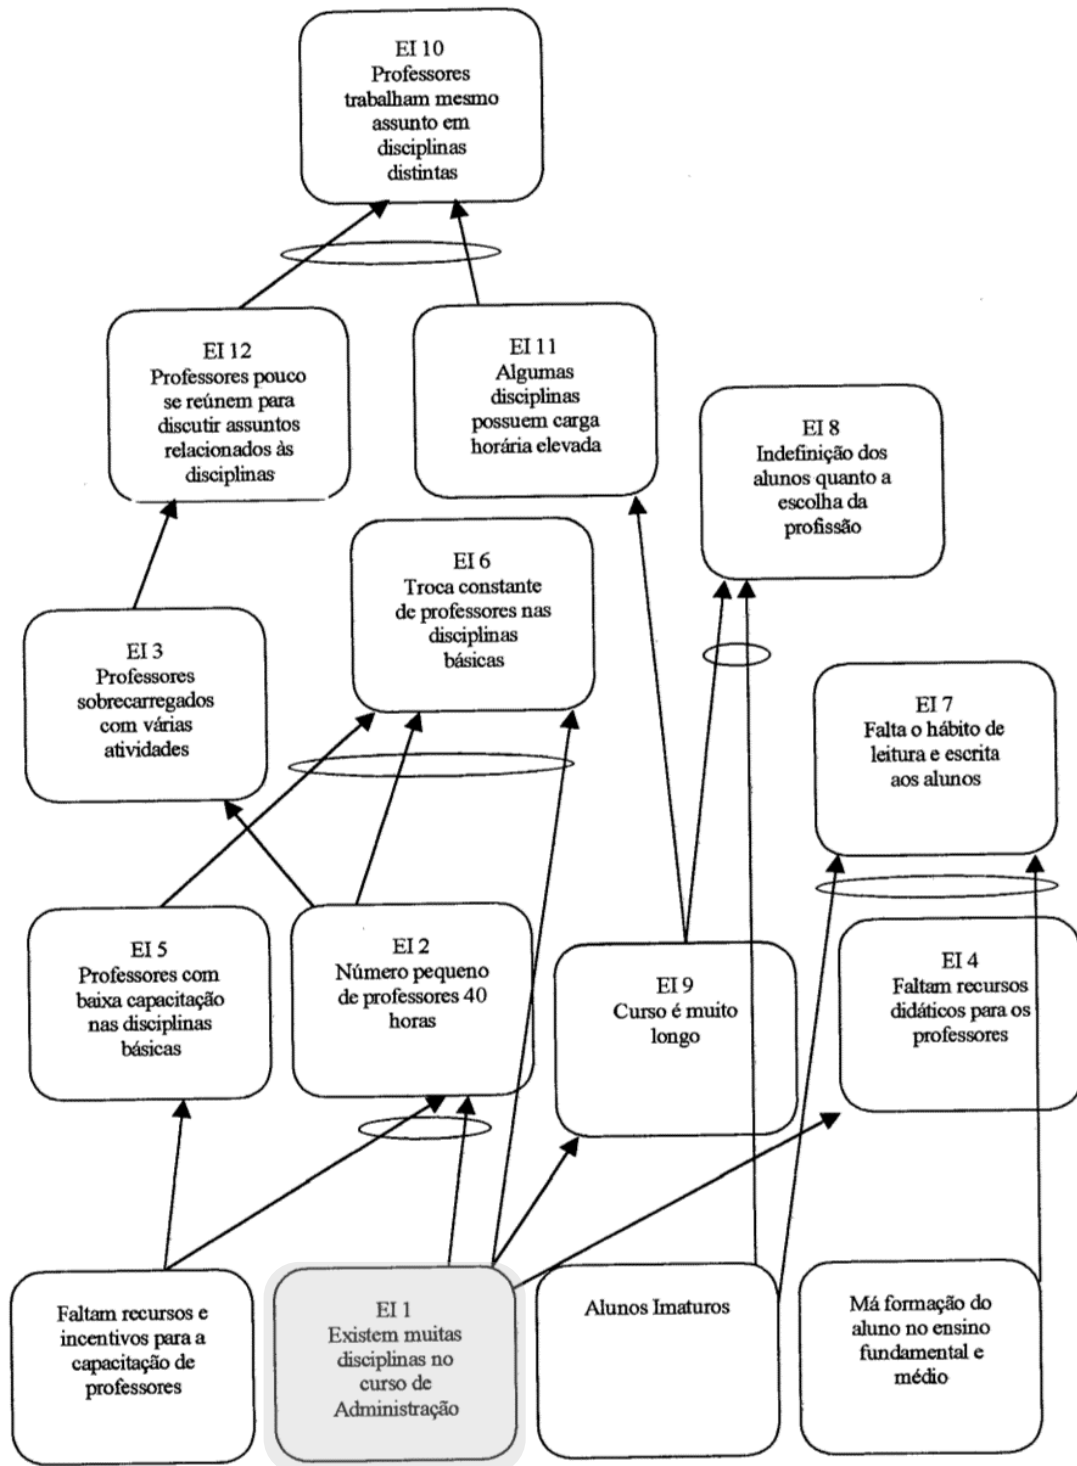 EI 10
Professores
trabalham mesmo
assunto em
disciplinas
distintas
EI 12
Professores pouco
se reúnem para
discutir assuntos
relacionados às
disciplinas
EI 11
Algumas
disciplinas
possuem carga
horária elevada
EI 8
Indefinição dos
alunos quanto a
escolha da
profissão
EI 6
Troca constante
de professores nas
disciplinas
básicas
EI 3
Professores
sobrecarregados
com várias
atividades
EI 7
Falta o hábito de
leitura e escrita
aos alunos
EI 5
Professores com
baixa capacitação
nas disciplinas
básicas
EI 2
Número pequeno
de professores 40
horas
EI 9
Curso é muito
longo
EI 4
Faltam recursos
didáticos para os
professores
Faltam recursos e
incentivos para a
capacitação de
professores
EI 1
Existem muitas
disciplinas no
curso de
Administração
Alunos Imaturos
Má formação do
aluno no ensino
fundamental e
médio